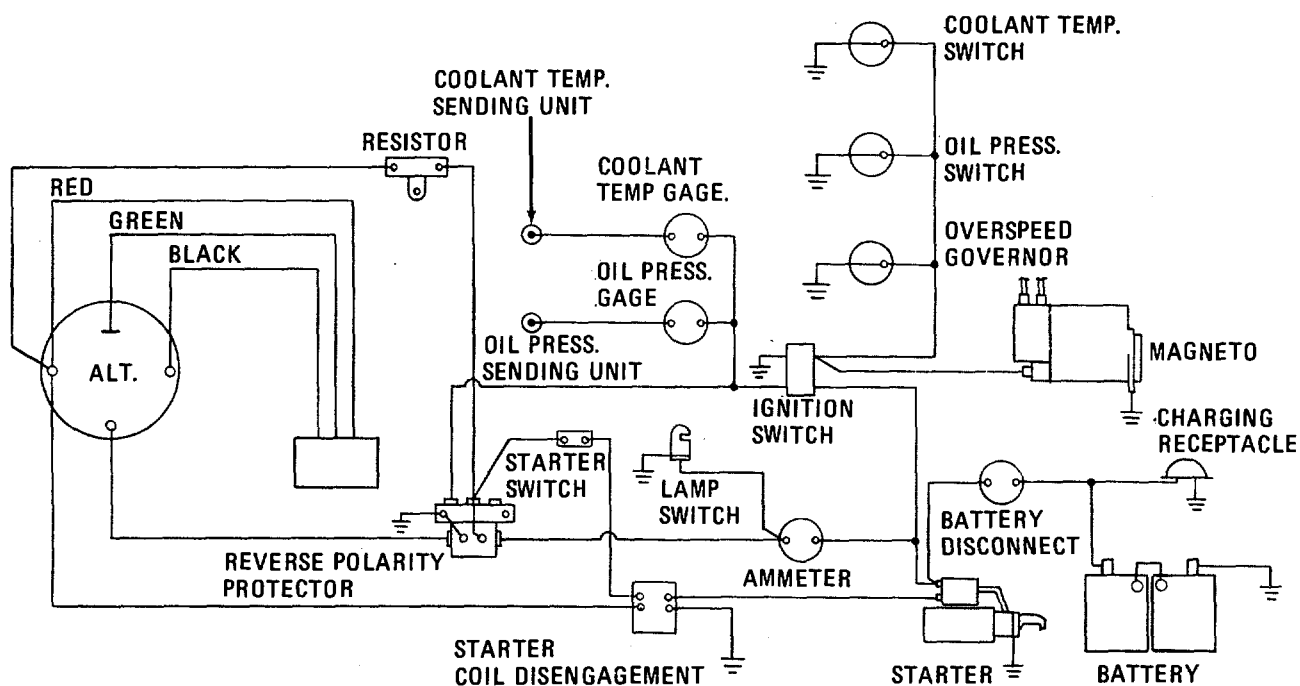 COOLANT TEMP.
SWITCH
COOLANT TEMP.
SENDING UNIT
RESISTOR
OIL PRESS.
SWITCH
COOLANT
TEMP GAGE.
RED
GREEN
OVERSPEED
GOVERNOR
BLACK
OIL PRESS.
GAGE
OIL PRESS.
SENDING UNIT
MAGNETO
ALT.
IGNITION
SWITCH
CHARGING
RECEPTACLE
STARTER
SWITCH
LAMP
SWITCH
BATTERY
DISCONNECT
REVERSE POLARITY
PROTECTOR
AMMETER
STARTER
COIL DISENGAGEMENT
STARTER
BATTERY